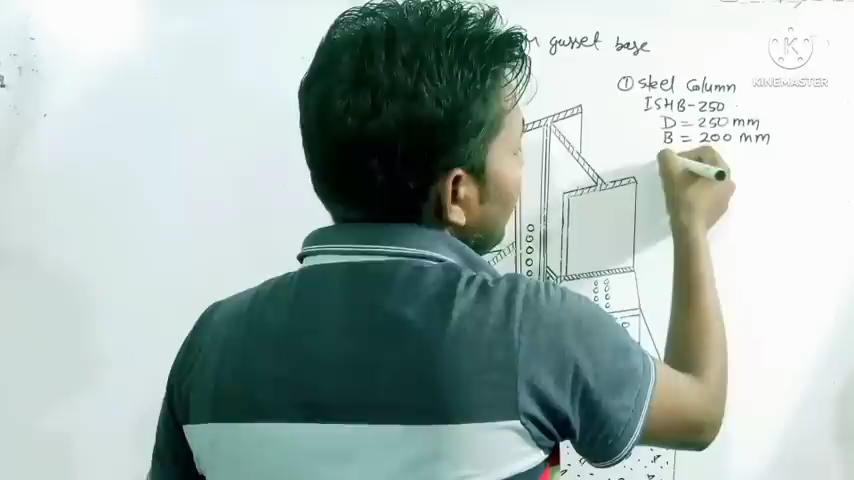 gusset base
① Steel Column
ISHB-250
D = 250 mm
B = 200 mm
K
KINEMASTER